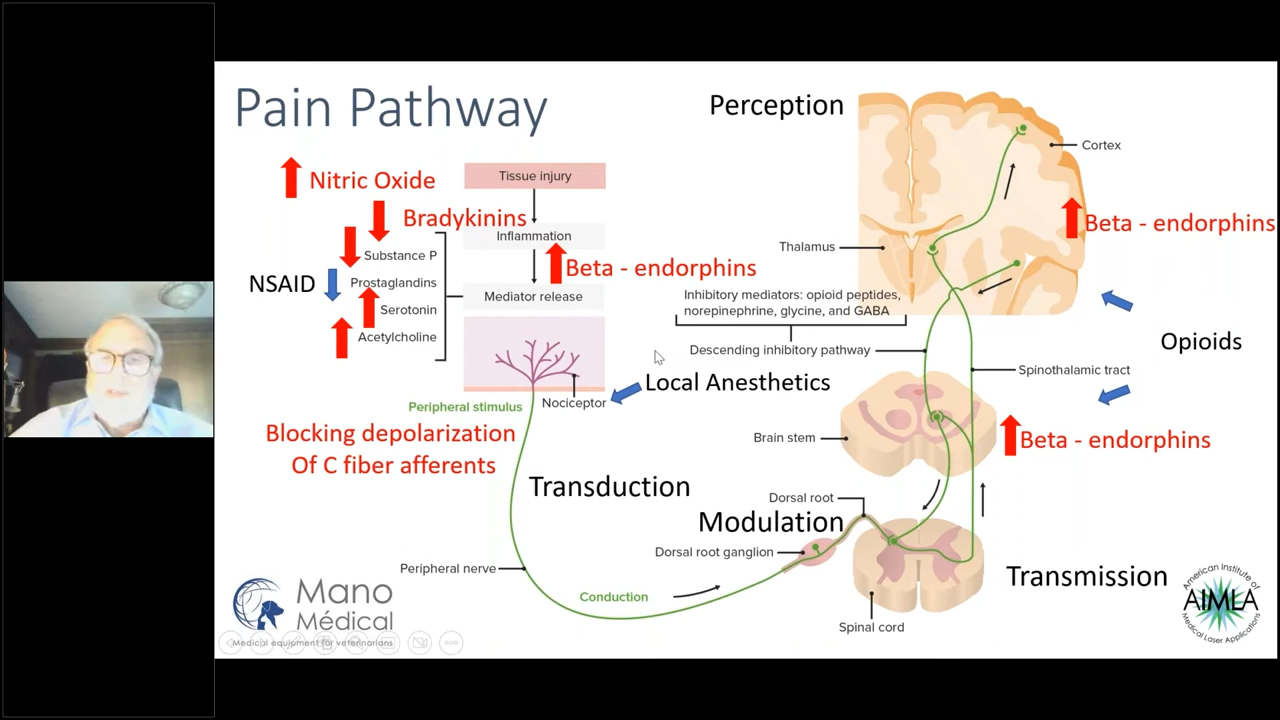 Pain Pathway
Perception
Cortex
Nitric Oxide
Tissue injury
Bradykinins
Inflammation
Beta - endorphins
Substance P
Thalamus
Beta - endorphins
NSAID
Prostaglandins
Mediator release
Inhibitory mediators: opioid peptides,
norepinephrine, glycine, and GABA
Serotonin
Acetylcholine
Opioids
Descending inhibitory pathway
Spinothalamic tract
Local Anesthetics
Peripheral stimulus
Nociceptor
Blocking depolarization
Of C fiber afferents
Brain stem
Beta - endorphins
Transduction
Dorsal root
Modulation
Dorsal root ganglion
Peripheral nerve
Transmission
Conduction
Spinal cord
Mano
Médical
Medical equipment for veterinarians
American Institute of
AIMLA
Medical Laser Applications